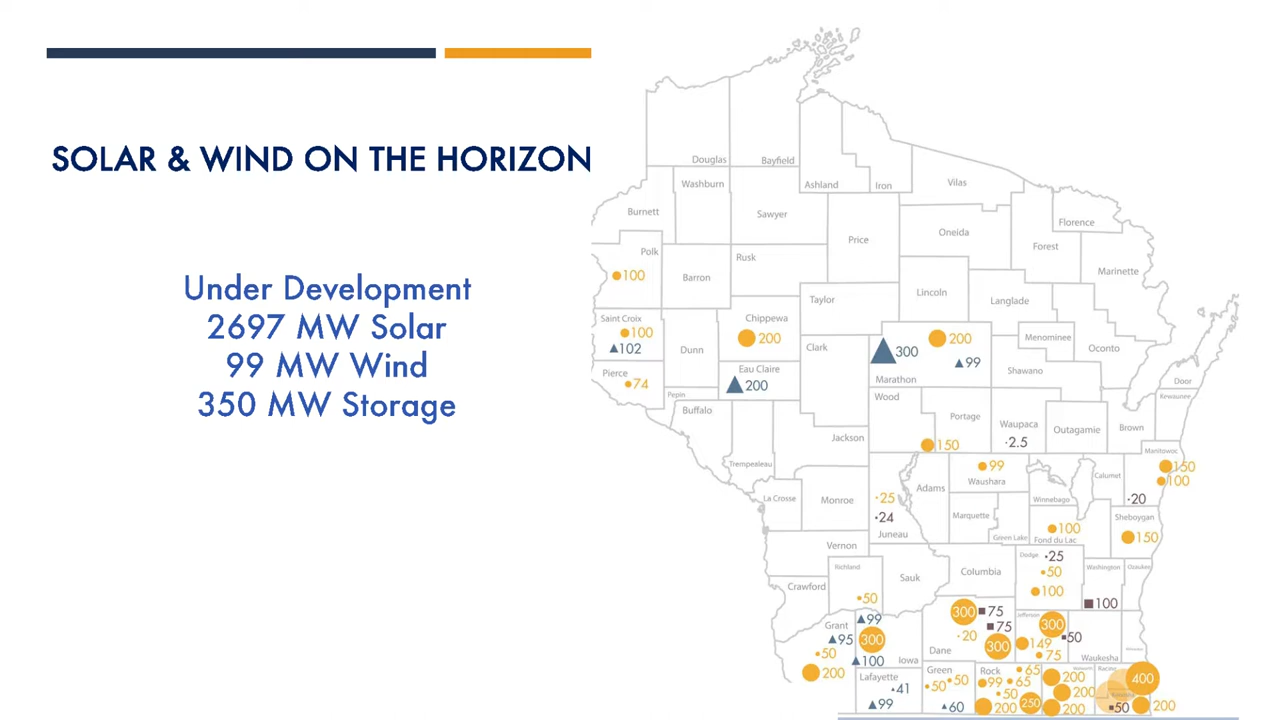 SOLAR & WIND ON THE HORIZON
Under Development
2697 MW Solar
99 MW Wind
350 MW Storage
Douglas
Bayfield
Ashland
Iron
Vilas
Washburn
Burnett
Sawyer
Florence
Price
Oneida
Forest
Polk
Rusk
Marinette
100
Barron
Lincoln
Taylor
Langlade
Saint Croix
Chippewa
100
200
200
Menominee
102
Dunn
Clark
300
99
Oconto
Pierce
Eau Claire
Marathon
Shawano
74
200
Door
Pepin
Wood
Kewaunee
Buffalo
Portage
Waupaca
Outagamie
Brown
Jackson
150
2.5
Manitowoc
Trempealeau
99
150
Waushara
Calumet
100
La Crosse
Monroe
25
Adams
Winnebago
20
24
Marquette
Sheboygan
Juneau
Green Lake
100
Fond du Lac
150
Vernon
Dodge
25
Richland
Sauk
Columbia
50
Washington
Ozaukee
Crawford
100
50
100
99
300
75
Jefferson
Grant
75
300
95
300
20
50
50
Dane
300
149
100
Iowa
75
Waukesha
200
Lafayette
Green
Rock
65
Walworth
Racine
41
50
50
99
65
200
400
99
60
50
200
200
250
200
50
200